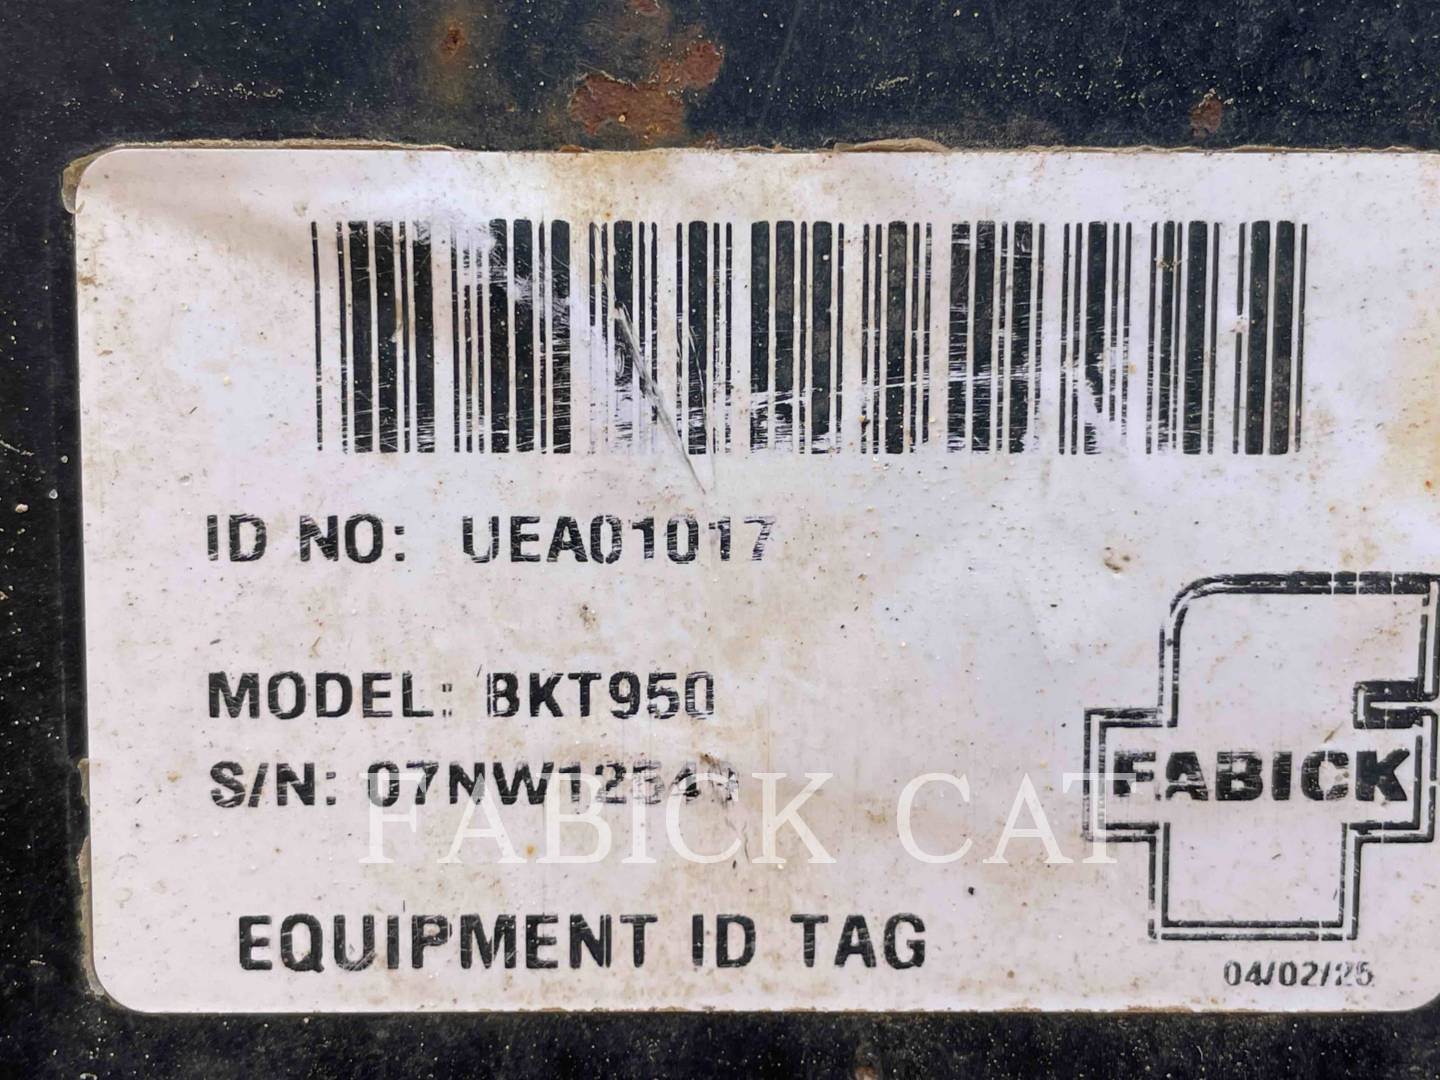 ID NO: UEA01017
MODEL: BKT950
S/N:
FABICK CAT
FABICK
EQUIPMENT ID TAG
04/02/25